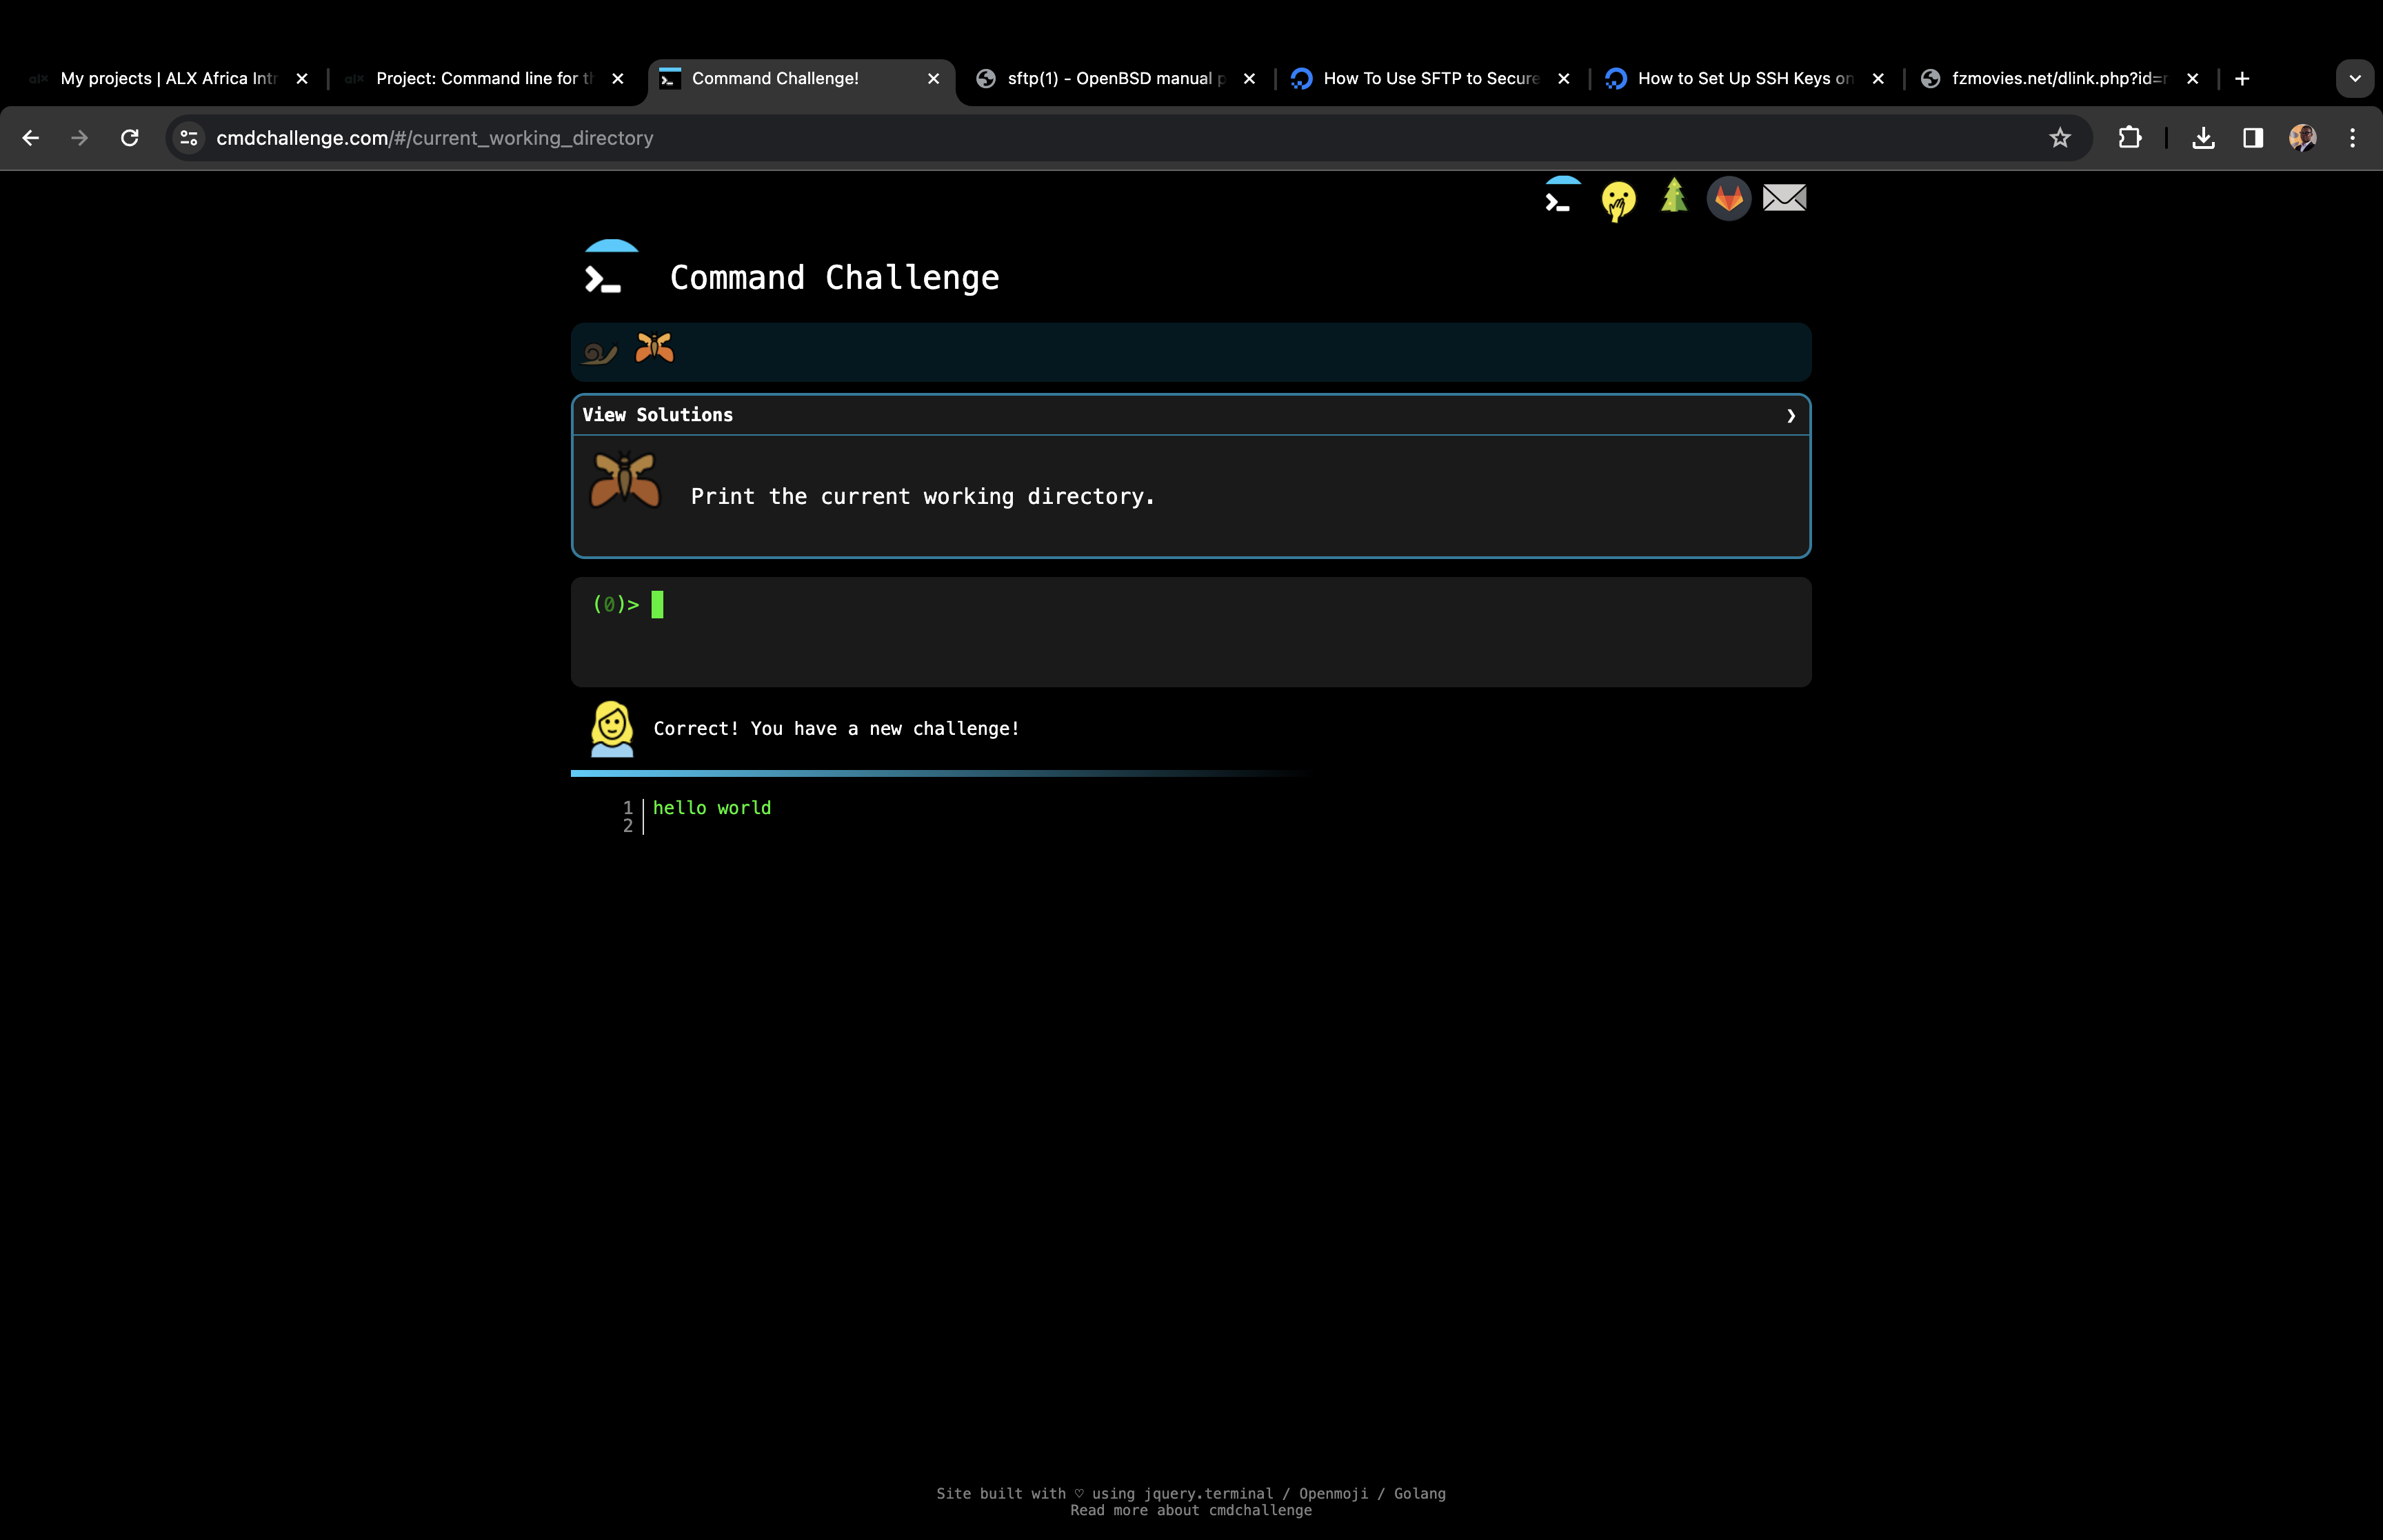 alx My projects | ALX Africa Intr
alx Project: Command line for th
Command Challenge!
sftp(1) - OpenBSD manual p
How To Use SFTP to Secure
How to Set Up SSH Keys on
fzmovies.net/dlink.php?id=r
cmdchallenge.com/#/current_working_directory
Command Challenge
View Solutions
Print the current working directory.
(0)>
Correct! You have a new challenge!
1 hello world
2
Site built with ♡ using jquery.terminal / Openmoji / Golang
Read more about cmdchallenge